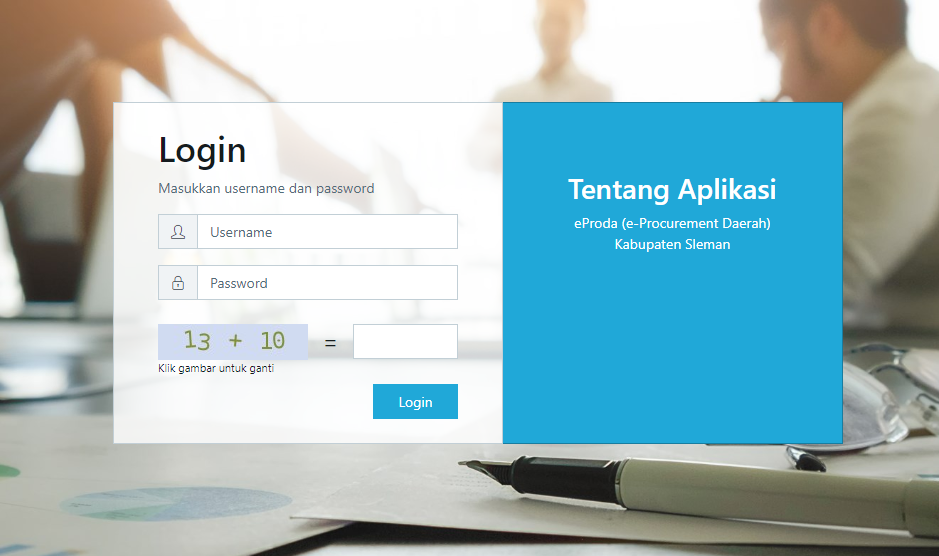 Login
Masukkan username dan password
Username
Password
13 + 10 =
Klik gambar untuk ganti
Login
Tentang Aplikasi
eProda (e-Procurement Daerah)
Kabupaten Sleman